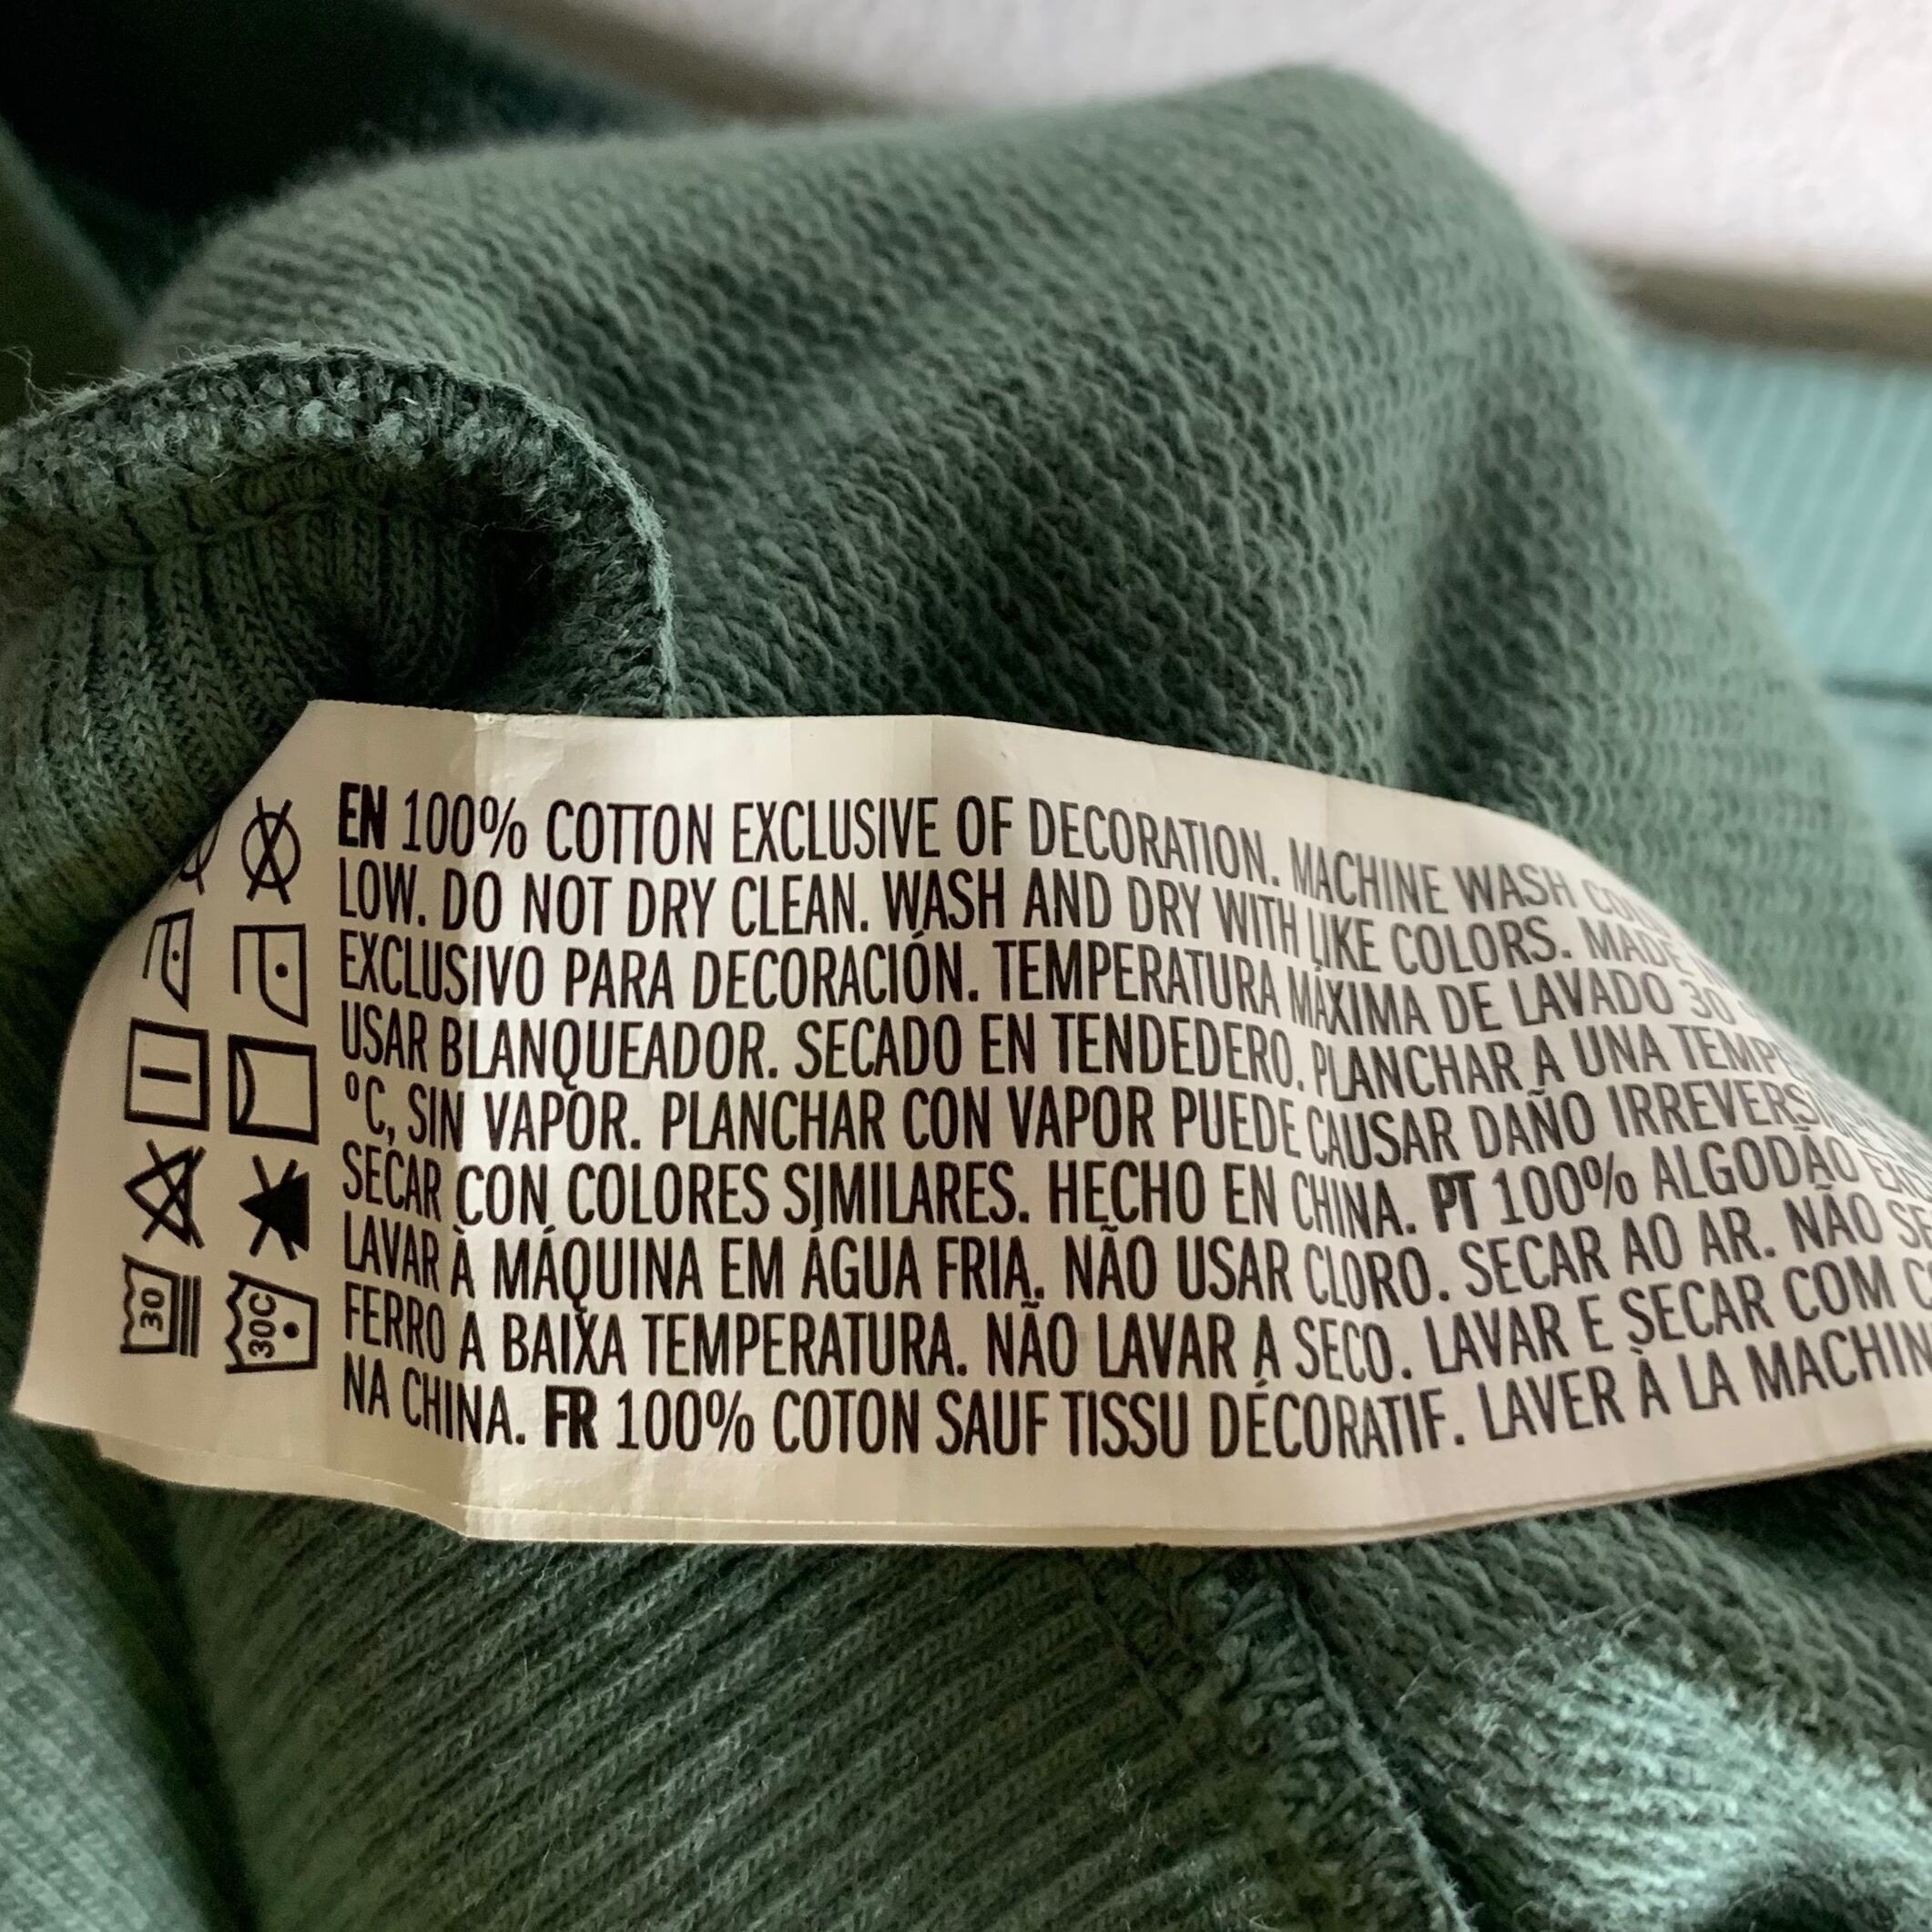 EN 100% COTTON EXCLUSIVE OF DECORATION. MACHINE WASH
LOW. DO NOT DRY CLEAN. WASH AND DRY WITH LIKE COLORS. MADE
EXCLUSIVO PARA DECORACIÓN. TEMPERATURA MÁXIMA DE LAVADO 30
USAR BLANQUEADOR. SECADO EN TENDEDERO. PLANCHAR A UNA
°C, SIN VAPOR. PLANCHAR CON VAPOR PUEDE CAUSAR DAÑO
SECAR CON COLORES SIMILARES. HECHO EN CHINA. PT 100% ALGODÃO
LAVAR À MÁQUINA EM ÁGUA FRIA. NÃO USAR CLORO. SECAR AO AR. NÃO
FERRO A BAIXA TEMPERATURA. NÃO LAVAR A SECO. LAVAR E SECAR COM
NA CHINA. FR 100% COTON SAUF TISSU DÉCORATIF. LAVER À LA
30
30C